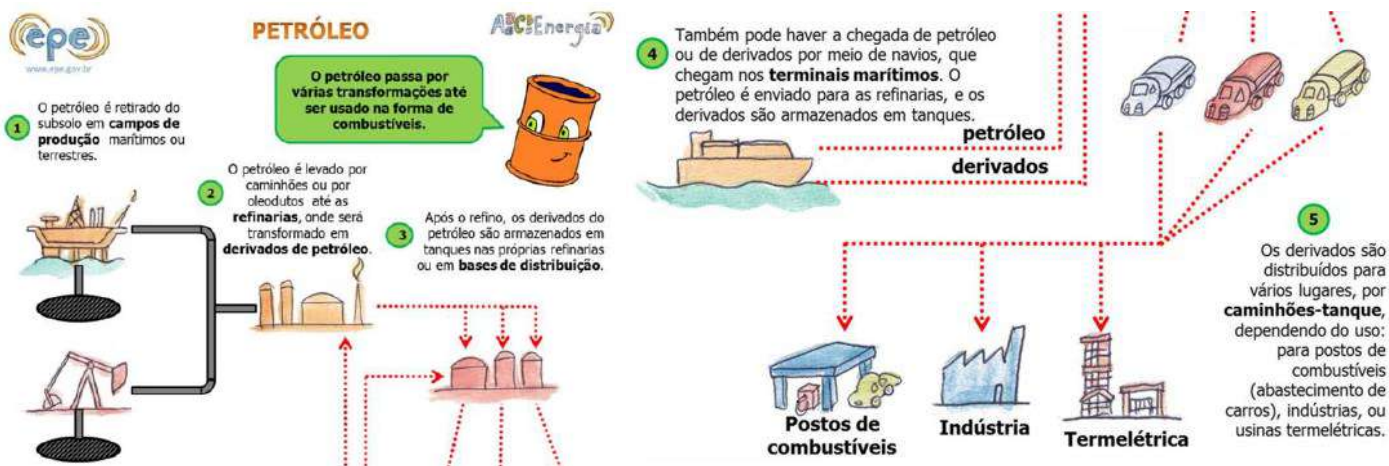 epe
www.epe.gov.br
PETRÓLEO
ABCEnergia
O petróleo passa por
várias transformações até
ser usado na forma de
combustíveis.
1
O petróleo é retirado do
subsolo em campos de
produção marítimos ou
terrestres.
2
O petróleo é levado por
caminhões ou por
oleodutos até as
refinarias, onde será
transformado em
derivados de petróleo.
3
Após o refino, os derivados do
petróleo são armazenados em
tanques nas próprias refinarias
ou em bases de distribuição.
4
Também pode haver a chegada de petróleo
ou de derivados por meio de navios, que
chegam nos terminais marítimos. O
petróleo é enviado para as refinarias, e os
derivados são armazenados em tanques.
petróleo
derivados
5
Os derivados são
distribuídos para
vários lugares, por
caminhões-tanque,
dependendo do uso:
para postos de
combustíveis
(abastecimento de
carros), indústrias, ou
usinas termelétricas.
Postos de
combustíveis
Indústria
Termelétrica